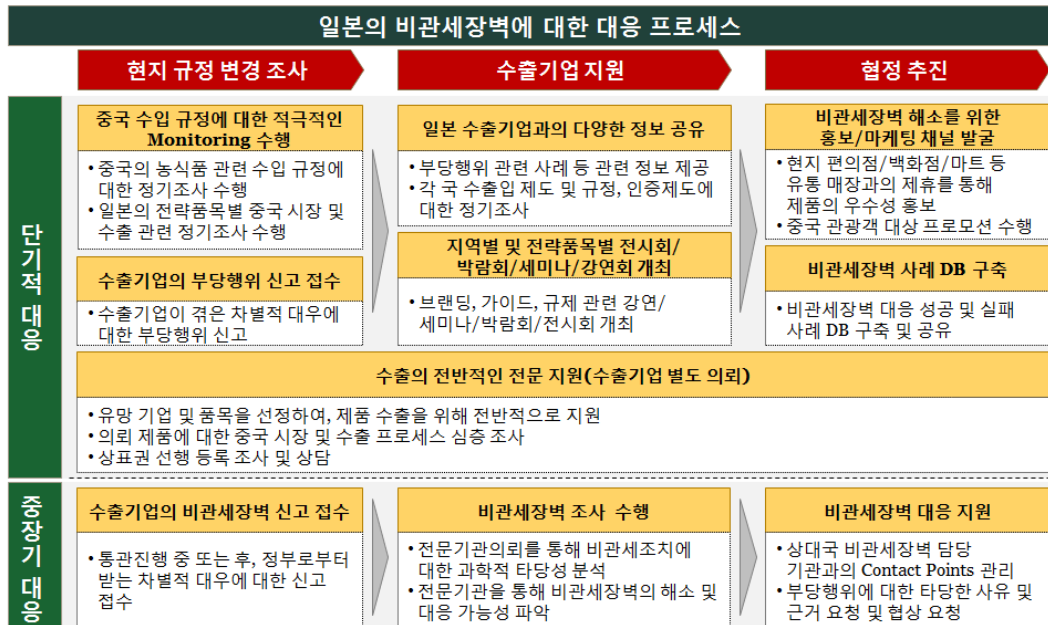 일본의 비관세장벽에 대한 대응 프로세스
현지 규정 변경 조사
수출기업 지원
협정 추진
단기적 대응
중국 수입 규정에 대한 적극적인
Monitoring 수행
• 중국의 농식품 관련 수입 규정에
대한 정기조사 수행
• 일본의 전략품목별 중국 시장 및
수출 관련 정기조사 수행
수출기업의 부당행위 신고 접수
• 수출기업이 겪은 차별적 대우에
대한 부당행위 신고
일본 수출기업과의 다양한 정보 공유
• 부당행위 관련 사례 등 관련 정보 제공
• 각 국 수출입 제도 및 규정, 인증제도에
대한 정기조사
지역별 및 전략품목별 전시회/
박람회/세미나/강연회 개최
• 브랜딩, 가이드, 규제 관련 강연/
세미나/박람회/전시회 개최
비관세장벽 해소를 위한
홍보/마케팅 채널 발굴
• 현지 편의점/백화점/마트 등
유통 매장과의 제휴를 통해
제품의 우수성 홍보
• 중국 관광객 대상 프로모션 수행
비관세장벽 사례 DB 구축
• 비관세장벽 대응 성공 및 실패
사례 DB 구축 및 공유
수출의 전반적인 전문 지원(수출기업 별도 의뢰)
• 유망 기업 및 품목을 선정하여, 제품 수출을 위해 전반적으로 지원
• 의뢰 제품에 대한 중국 시장 및 수출 프로세스 심층 조사
• 상표권 선행 등록 조사 및 상담
중장기 대응
수출기업의 비관세장벽 신고 접수
• 통관진행 중 또는 후, 정부로부터
받는 차별적 대우에 대한 신고
접수
비관세장벽 조사 수행
• 전문기관의뢰를 통해 비관세조치에
대한 과학적 타당성 분석
• 전문기관을 통해 비관세장벽의 해소 및
대응 가능성 파악
비관세장벽 대응 지원
• 상대국 비관세장벽 담당
기관과의 Contact Points 관리
• 부당행위에 대한 타당한 사유 및
근거 요청 및 협상 요청